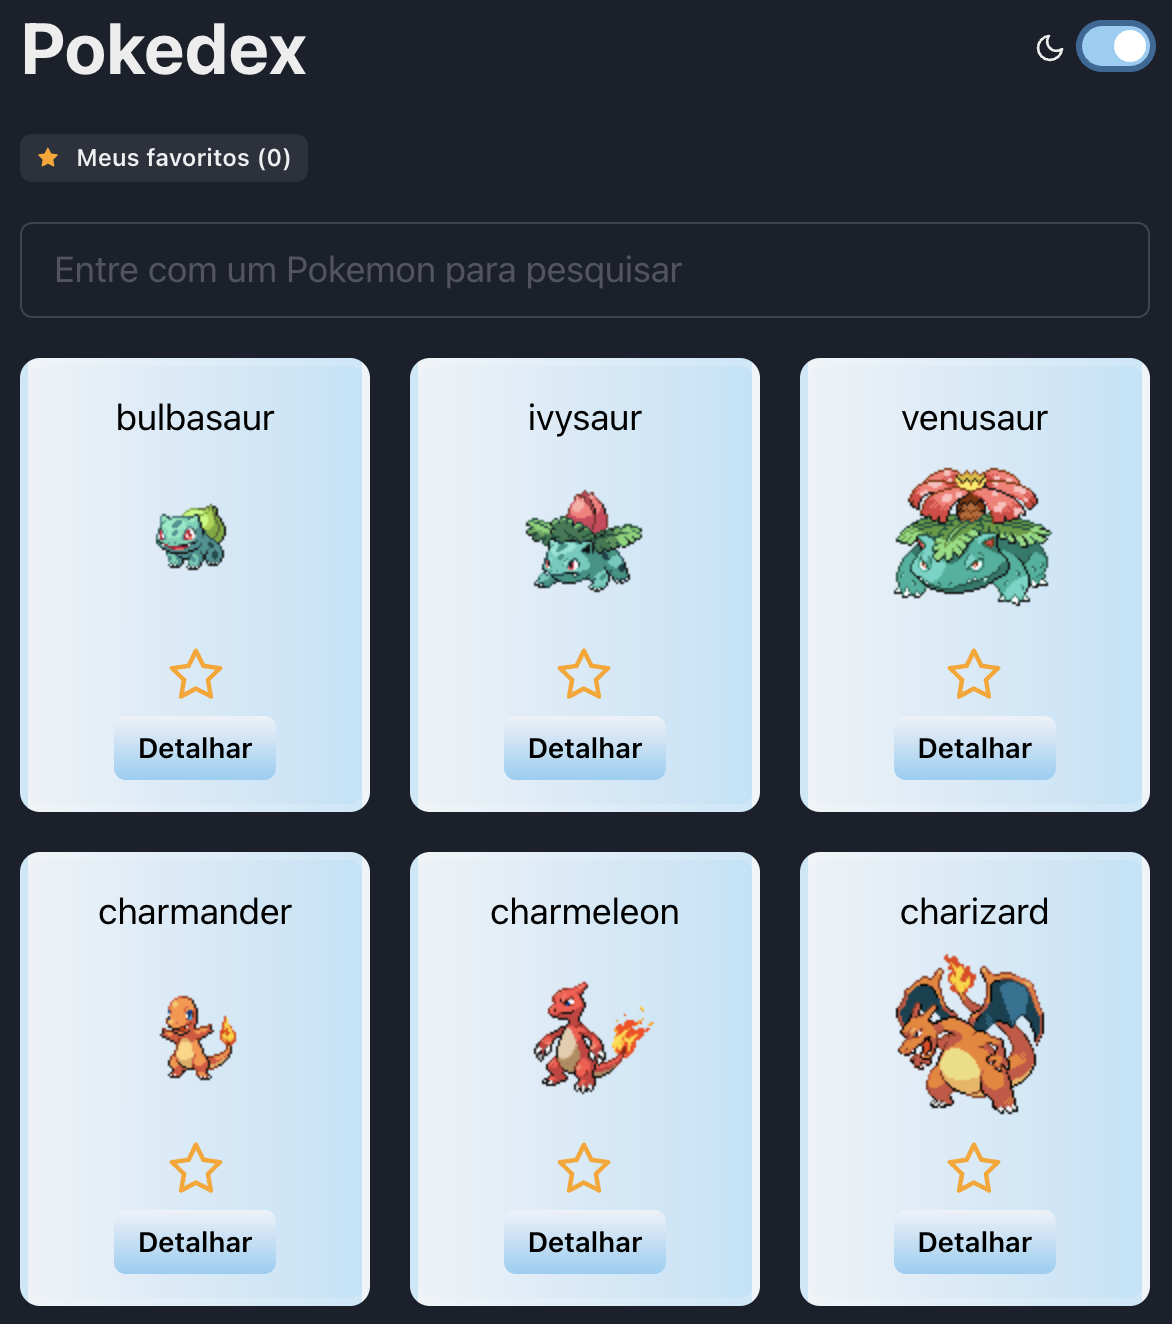 Pokedex
Meus favoritos (0)
Entre com um Pokemon para pesquisar
bulbasaur
ivysaur
venusaur
Detalhar
Detalhar
Detalhar
charmander
charmeleon
charizard
Detalhar
Detalhar
Detalhar